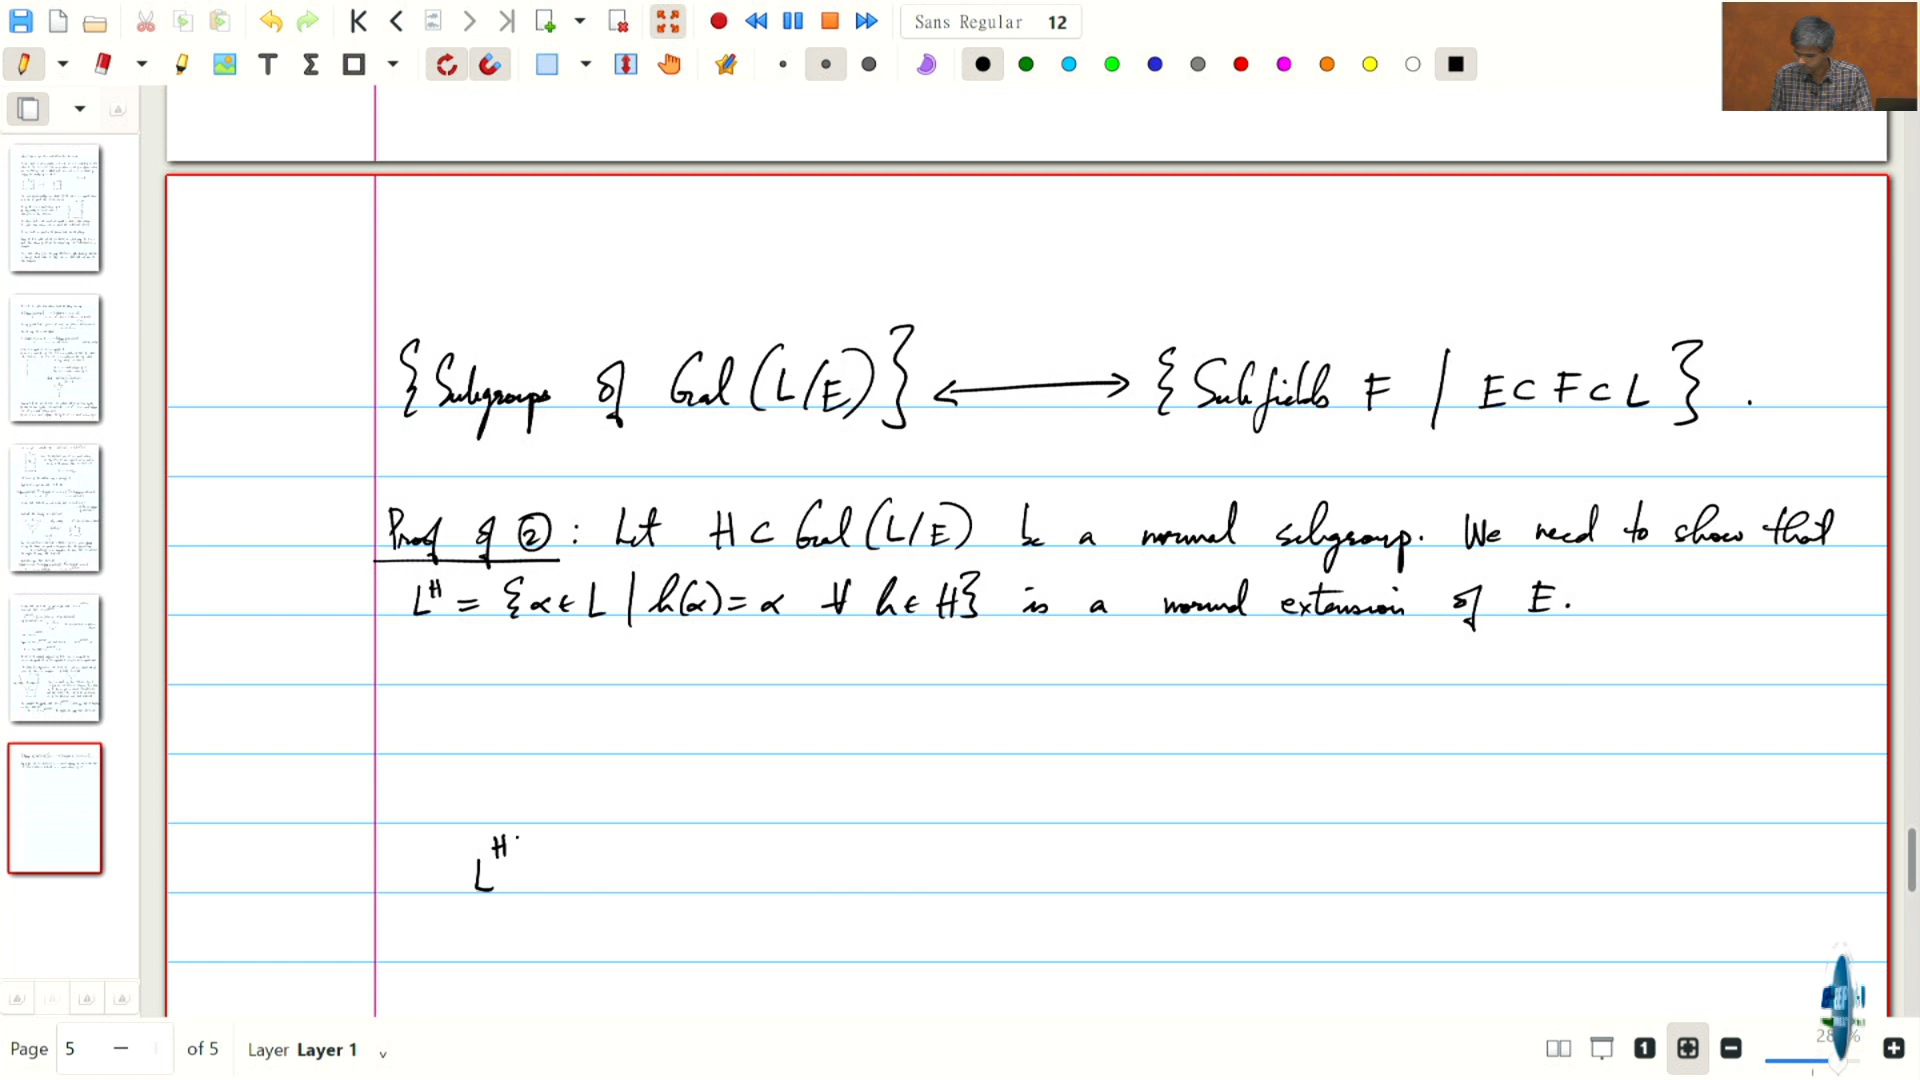 Sans Regular 12
{Subgroups of Gal (L/E)} ⟷ {Subfields F | E ⊂ F ⊂ L } .
Proof of ②: Let H ⊂ Gal (L/E) be a normal subgroup. We need to show that
L^H = {α ∈ L | h(α) = α ∀ h ∈ H} is a normal extension of E.
L^H
Page 5 of 5 Layer Layer 1